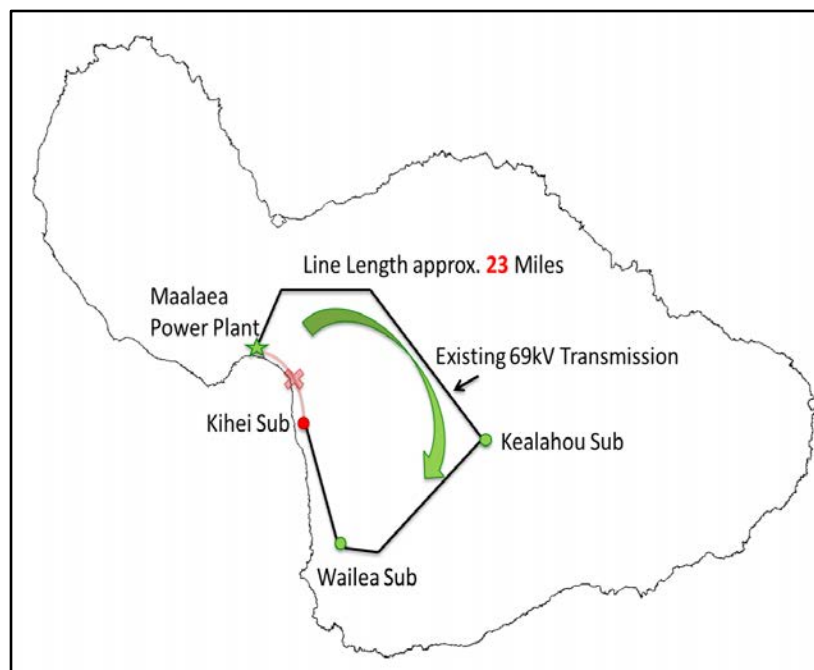 Line Length approx. 23 Miles
Maalaea
Power Plant
Existing 69kV Transmission
Kihei Sub
Kealahou Sub
Wailea Sub